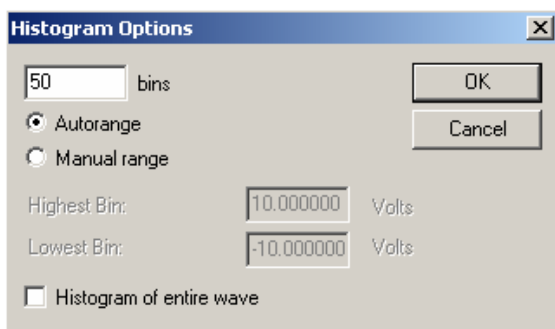 Histogram Options
50 bins
OK
Autorange
Cancel
Manual range
Highest Bin: 10.000000 Volts
Lowest Bin: -10.000000 Volts
Histogram of entire wave